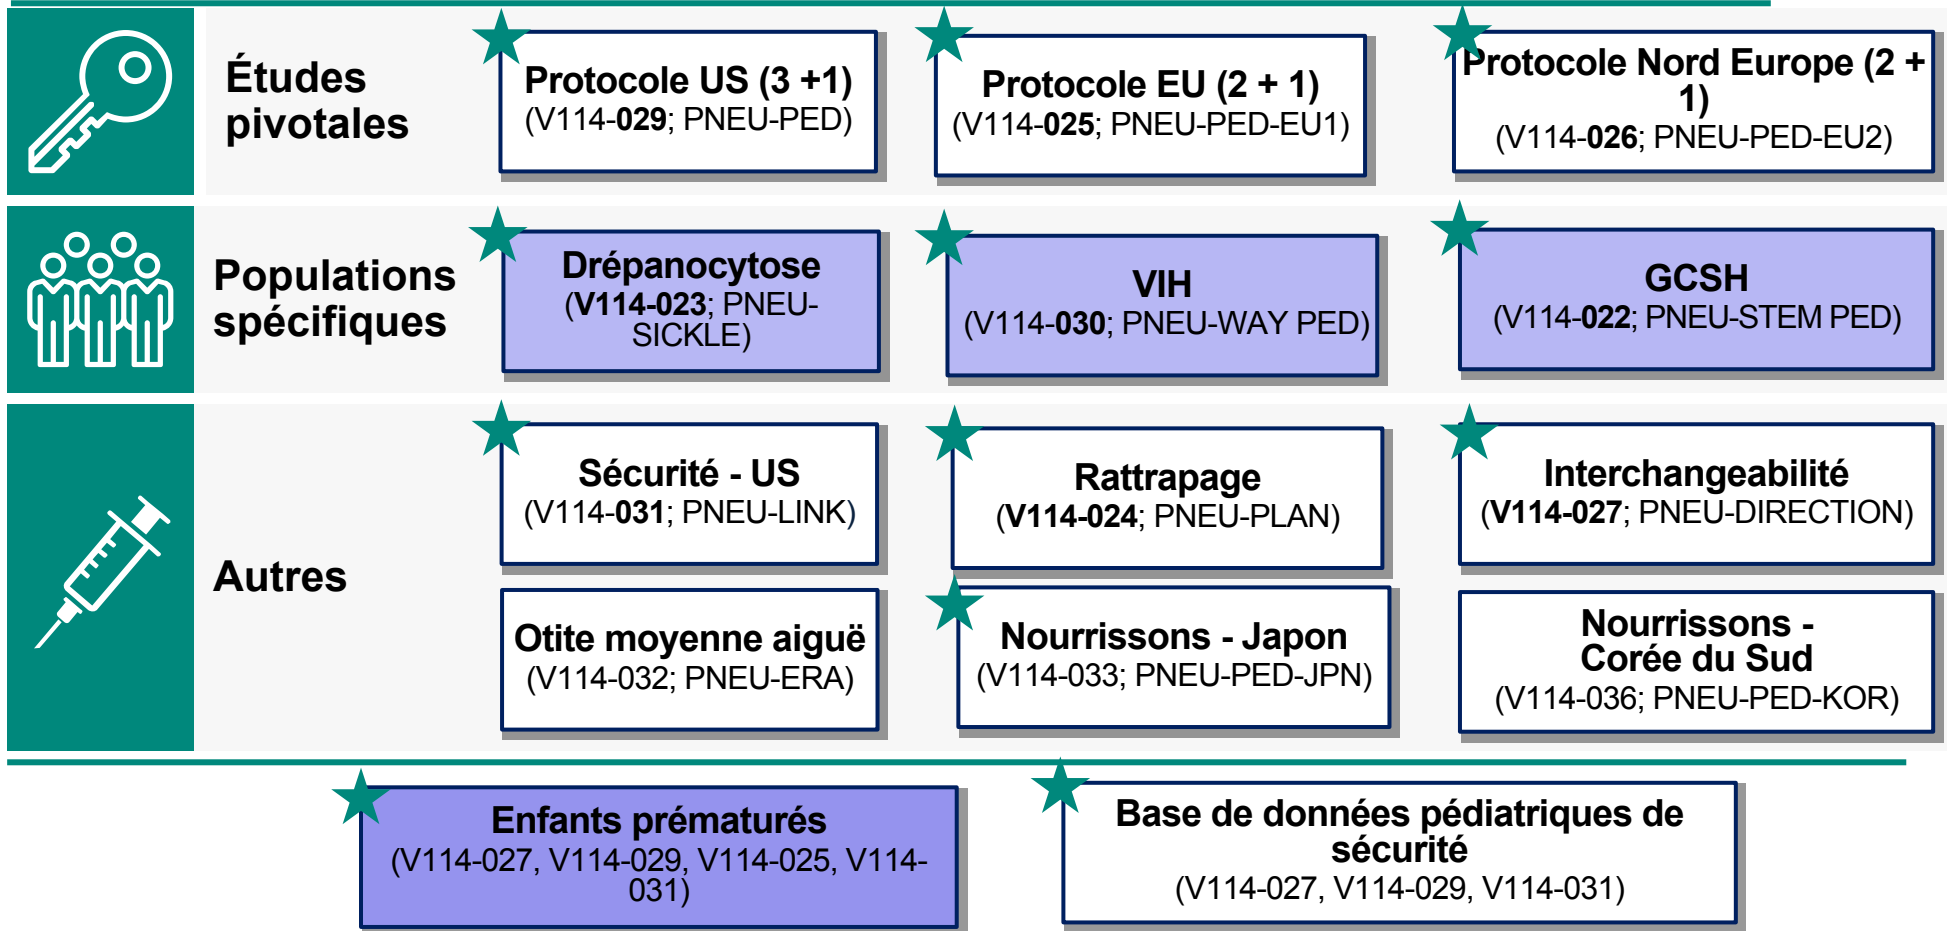 Études
pivotales
Protocole US (3 +1)
(V114-029; PNEU-PED)
Protocole EU (2 + 1)
(V114-025; PNEU-PED-EU1)
Protocole Nord Europe (2 +
1)
(V114-026; PNEU-PED-EU2)
Populations
spécifiques
Drépanocytose
(V114-023; PNEU-
SICKLE)
VIH
(V114-030; PNEU-WAY PED)
GCSH
(V114-022; PNEU-STEM PED)
Autres
Sécurité - US
(V114-031; PNEU-LINK)
Rattrapage
(V114-024; PNEU-PLAN)
Interchangeabilité
(V114-027; PNEU-DIRECTION)
Otite moyenne aiguë
(V114-032; PNEU-ERA)
Nourrissons - Japon
(V114-033; PNEU-PED-JPN)
Nourrissons -
Corée du Sud
(V114-036; PNEU-PED-KOR)
Enfants prématurés
(V114-027, V114-029, V114-025, V114-
031)
Base de données pédiatriques de
sécurité
(V114-027, V114-029, V114-031)